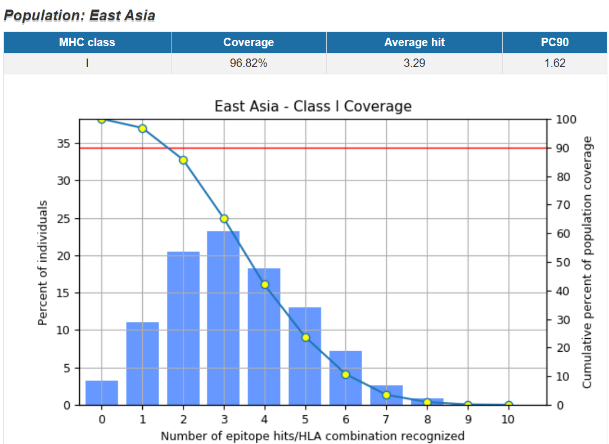 Population: East Asia
MHC class Coverage Average hit PC90
I 96.82% 3.29 1.62
East Asia - Class I Coverage
35
30
25
20
15
10
5
0
Percent of individuals
100
90
80
70
60
50
40
30
20
10
0
Cumulative percent of population coverage
0 1 2 3 4 5 6 7 8 9 10
Number of epitope hits/HLA combination recognized